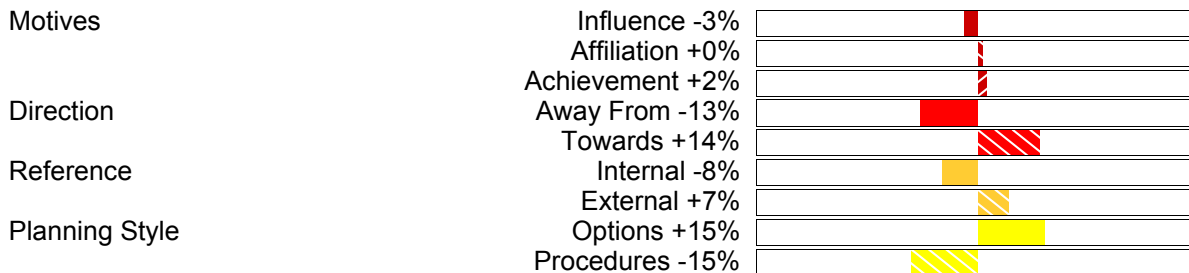 Motives Influence -3%
Affiliation +0%
Achievement +2%
Direction Away From -13%
Towards +14%
Reference Internal -8%
External +7%
Planning Style Options +15%
Procedures -15%